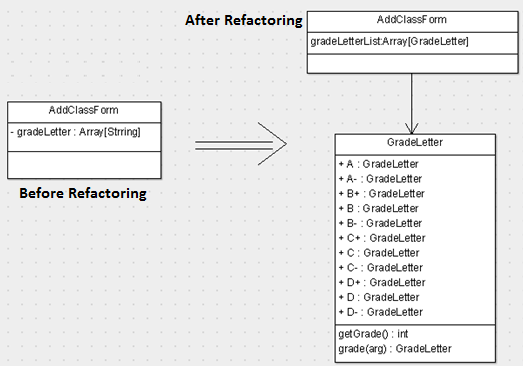 After Refactoring
AddClassForm
gradeLetterList:Array[GradeLetter]
AddClassForm
- gradeLetter : Array[Strring]
Before Refactoring
GradeLetter
+ A : GradeLetter
+ A- : GradeLetter
+ B+ : GradeLetter
+ B : GradeLetter
+ B- : GradeLetter
+ C+ : GradeLetter
+ C : GradeLetter
+ C- : GradeLetter
+ D+ : GradeLetter
+ D : GradeLetter
+ D- : GradeLetter
getGrade() : int
grade(arg) : GradeLetter